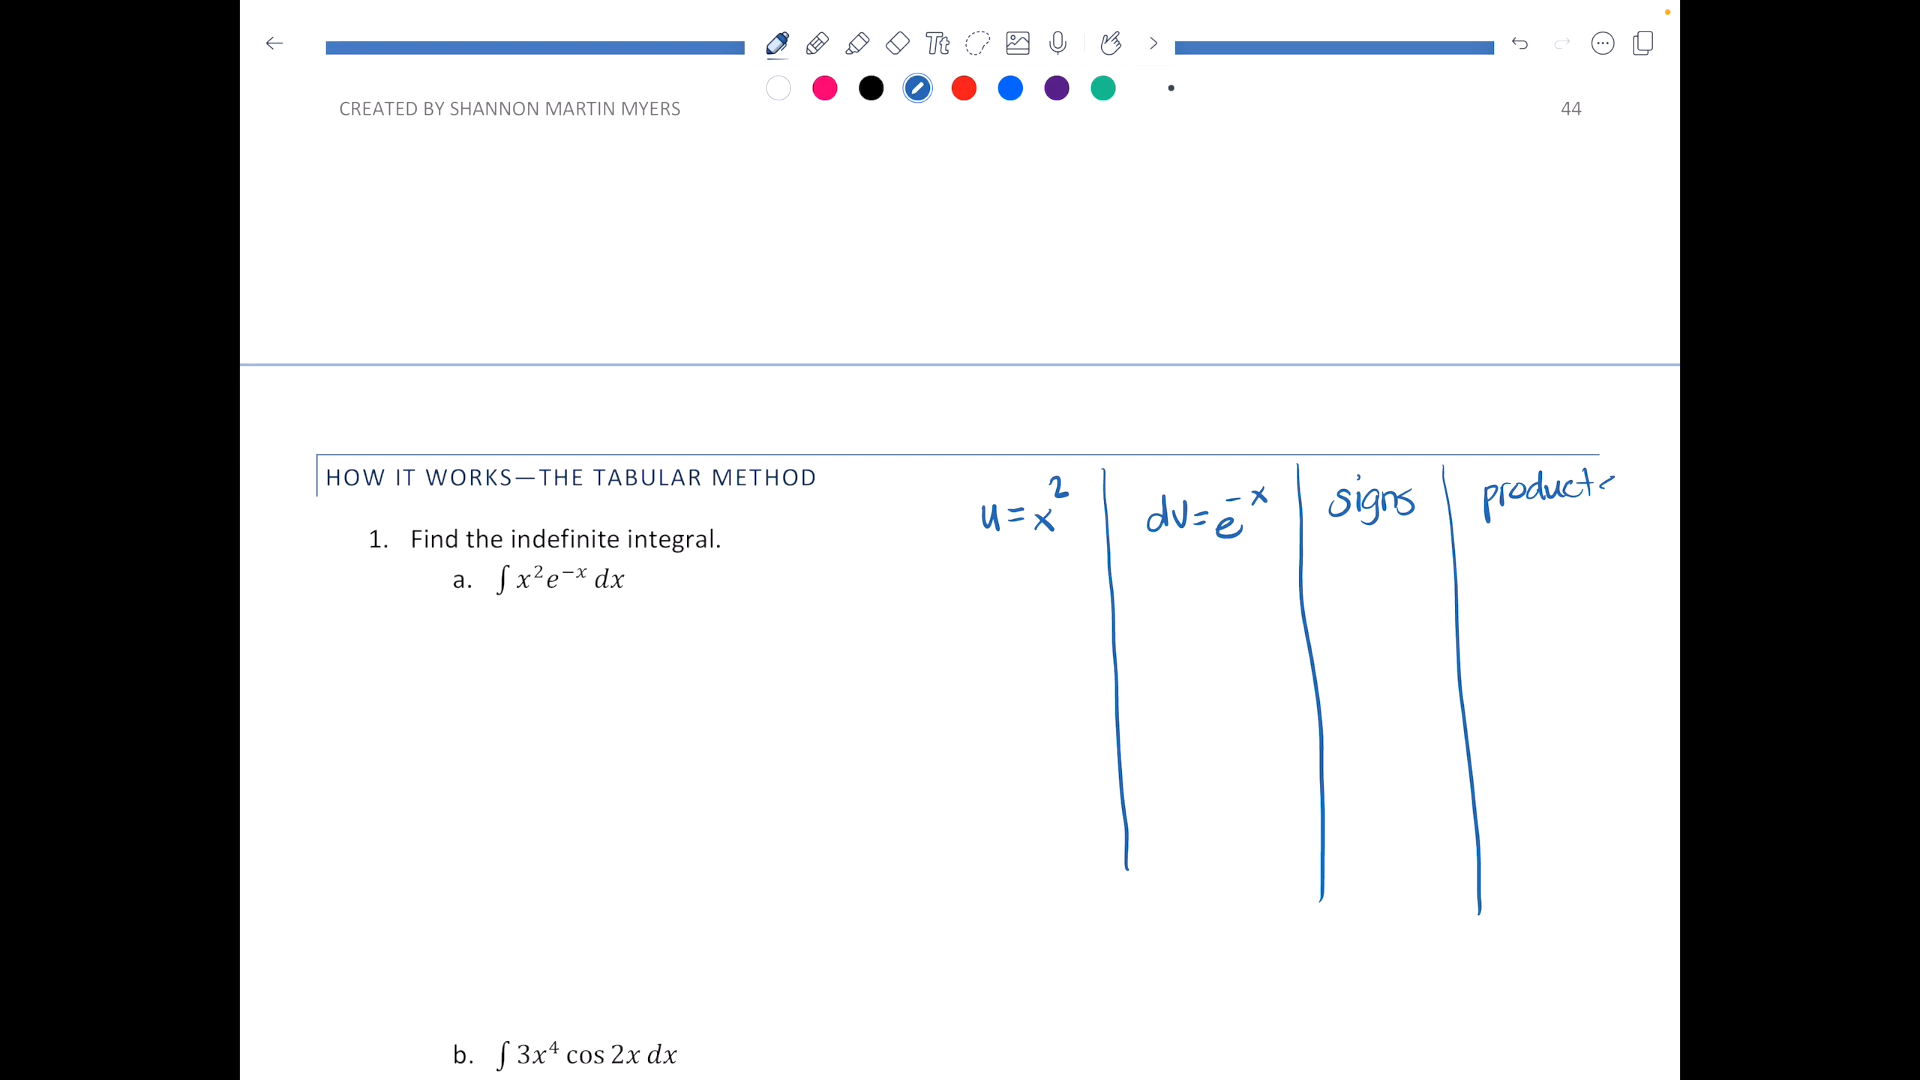 Tt
CREATED BY SHANNON MARTIN MYERS 44
HOW IT WORKS—THE TABULAR METHOD
u = x² dv = e⁻ˣ signs products
1. Find the indefinite integral.
a. ∫ x²e⁻ˣ dx
b. ∫ 3x⁴ cos 2x dx